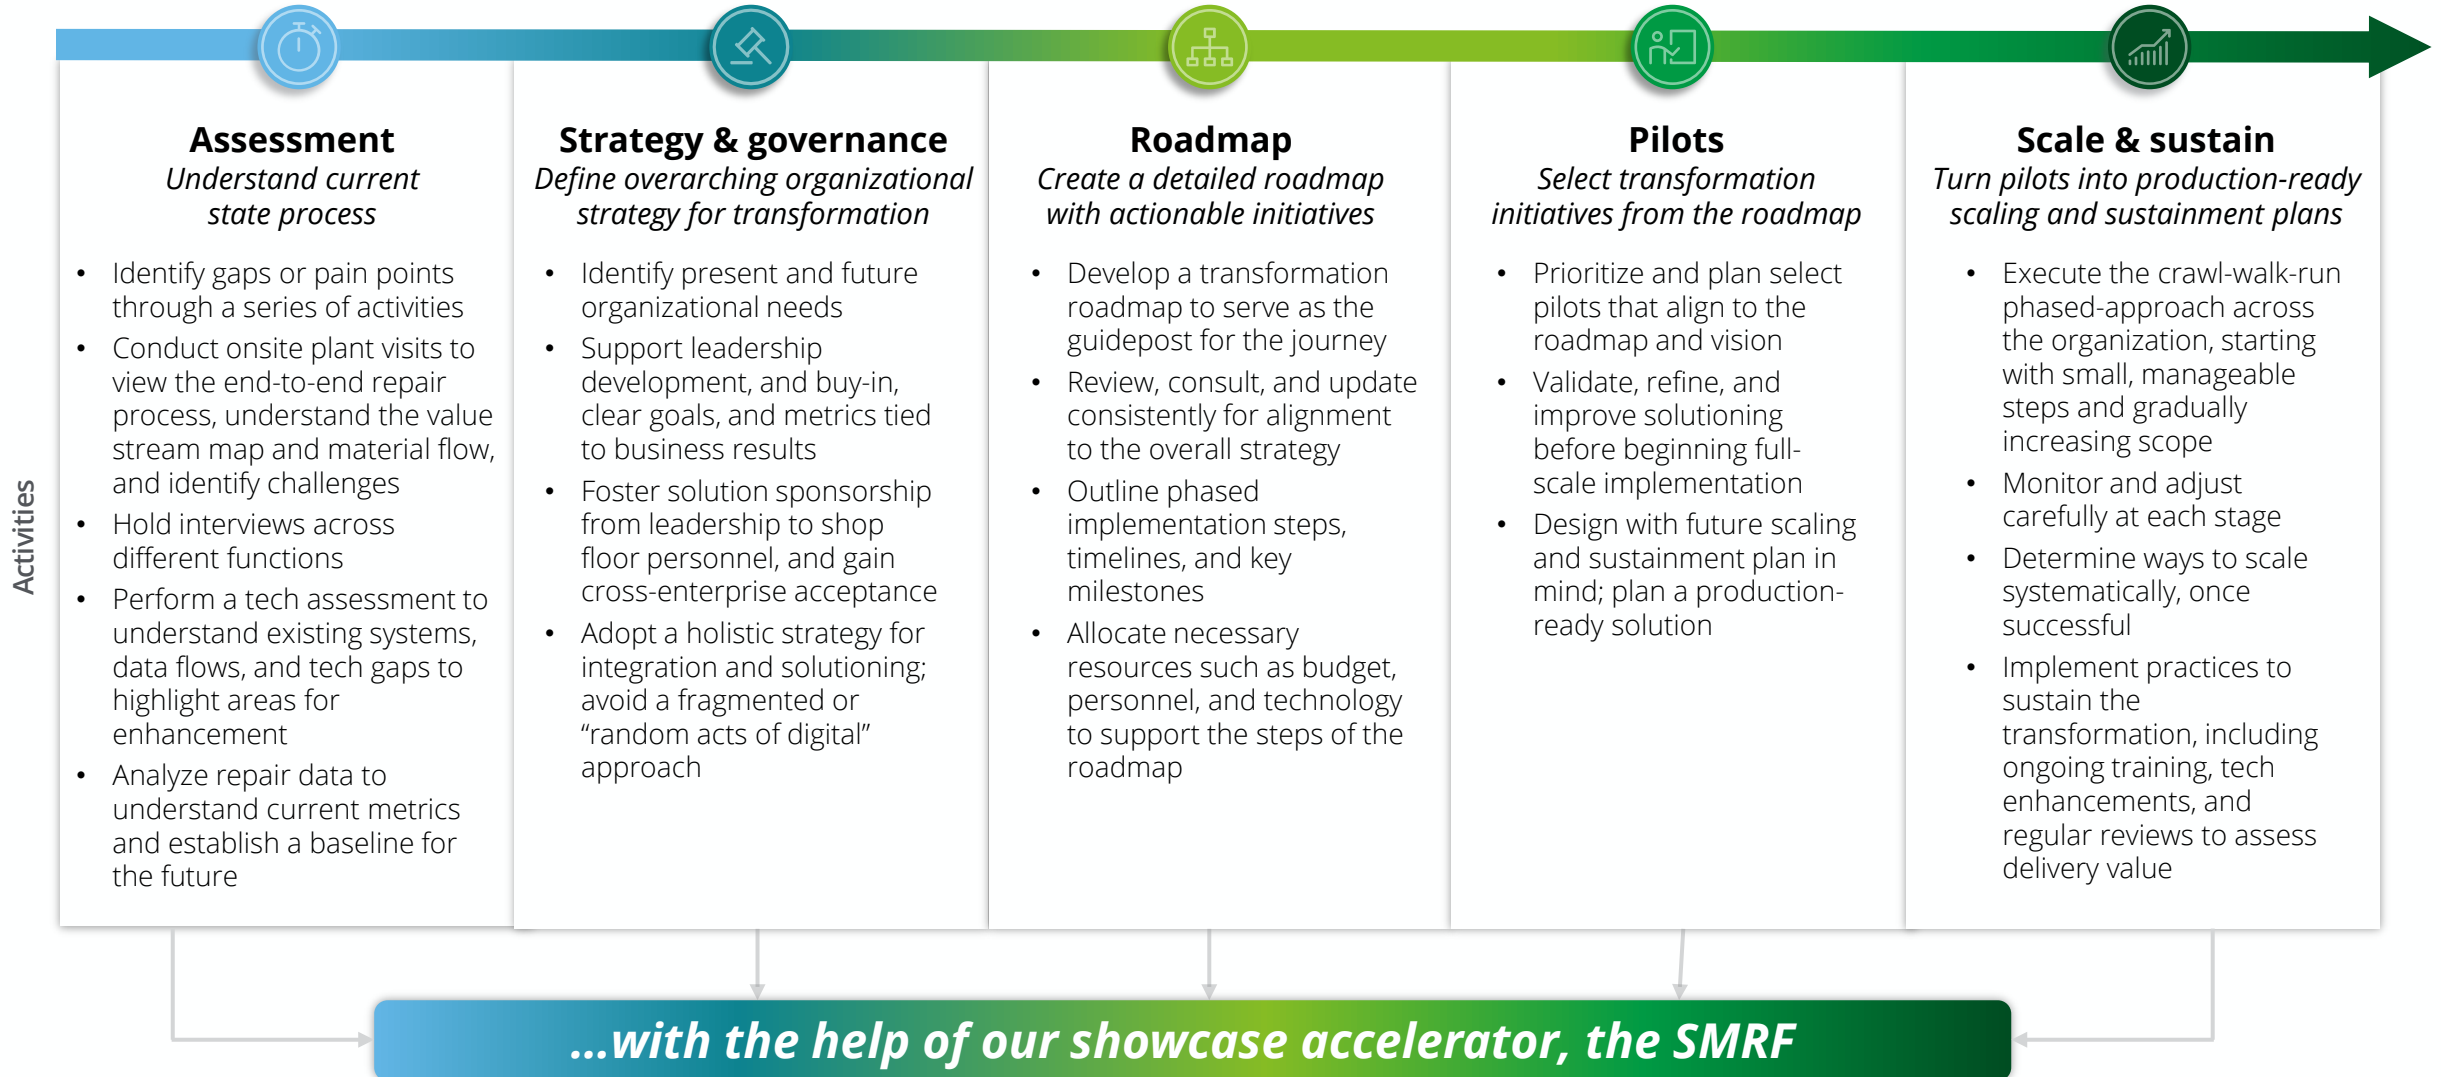 Activities
Assessment
Understand current
state process
• Identify gaps or pain points
through a series of activities
• Conduct onsite plant visits to
view the end-to-end repair
process, understand the value
stream map and material flow,
and identify challenges
• Hold interviews across
different functions
• Perform a tech assessment to
understand existing systems,
data flows, and tech gaps to
highlight areas for
enhancement
• Analyze repair data to
understand current metrics
and establish a baseline for
the future
Strategy & governance
Define overarching organizational
strategy for transformation
• Identify present and future
organizational needs
• Support leadership
development, and buy-in,
clear goals, and metrics tied
to business results
• Foster solution sponsorship
from leadership to shop
floor personnel, and gain
cross-enterprise acceptance
• Adopt a holistic strategy for
integration and solutioning;
avoid a fragmented or
“random acts of digital”
approach
Roadmap
Create a detailed roadmap
with actionable initiatives
• Develop a transformation
roadmap to serve as the
guidepost for the journey
• Review, consult, and update
consistently for alignment
to the overall strategy
• Outline phased
implementation steps,
timelines, and key
milestones
• Allocate necessary
resources such as budget,
personnel, and technology
to support the steps of the
roadmap
Pilots
Select transformation
initiatives from the roadmap
• Prioritize and plan select
pilots that align to the
roadmap and vision
• Validate, refine, and
improve solutioning
before beginning full-
scale implementation
• Design with future scaling
and sustainment plan in
mind; plan a production-
ready solution
Scale & sustain
Turn pilots into production-ready
scaling and sustainment plans
• Execute the crawl-walk-run
phased-approach across
the organization, starting
with small, manageable
steps and gradually
increasing scope
• Monitor and adjust
carefully at each stage
• Determine ways to scale
systematically, once
successful
• Implement practices to
sustain the
transformation, including
ongoing training, tech
enhancements, and
regular reviews to assess
delivery value
...with the help of our showcase accelerator, the SMRF